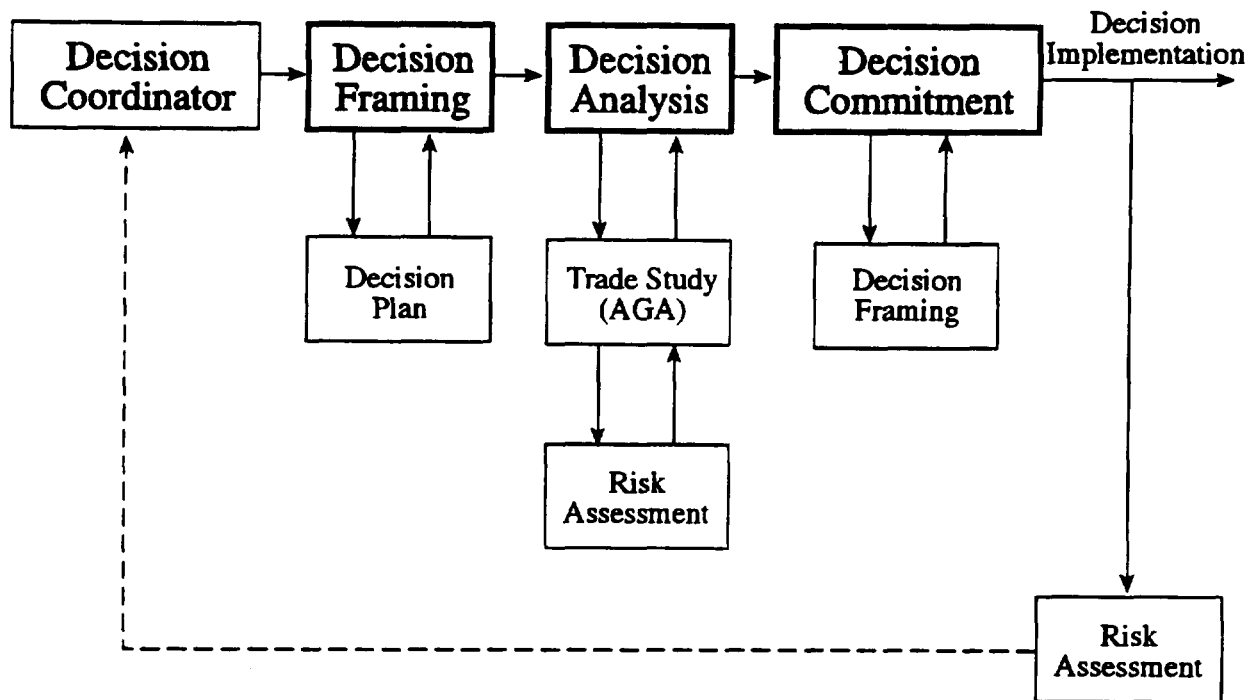 Decision
Coordinator
Decision
Framing
Decision
Analysis
Decision
Commitment
Decision
Implementation
Decision
Plan
Trade Study
(AGA)
Decision
Framing
Risk
Assessment
Risk
Assessment